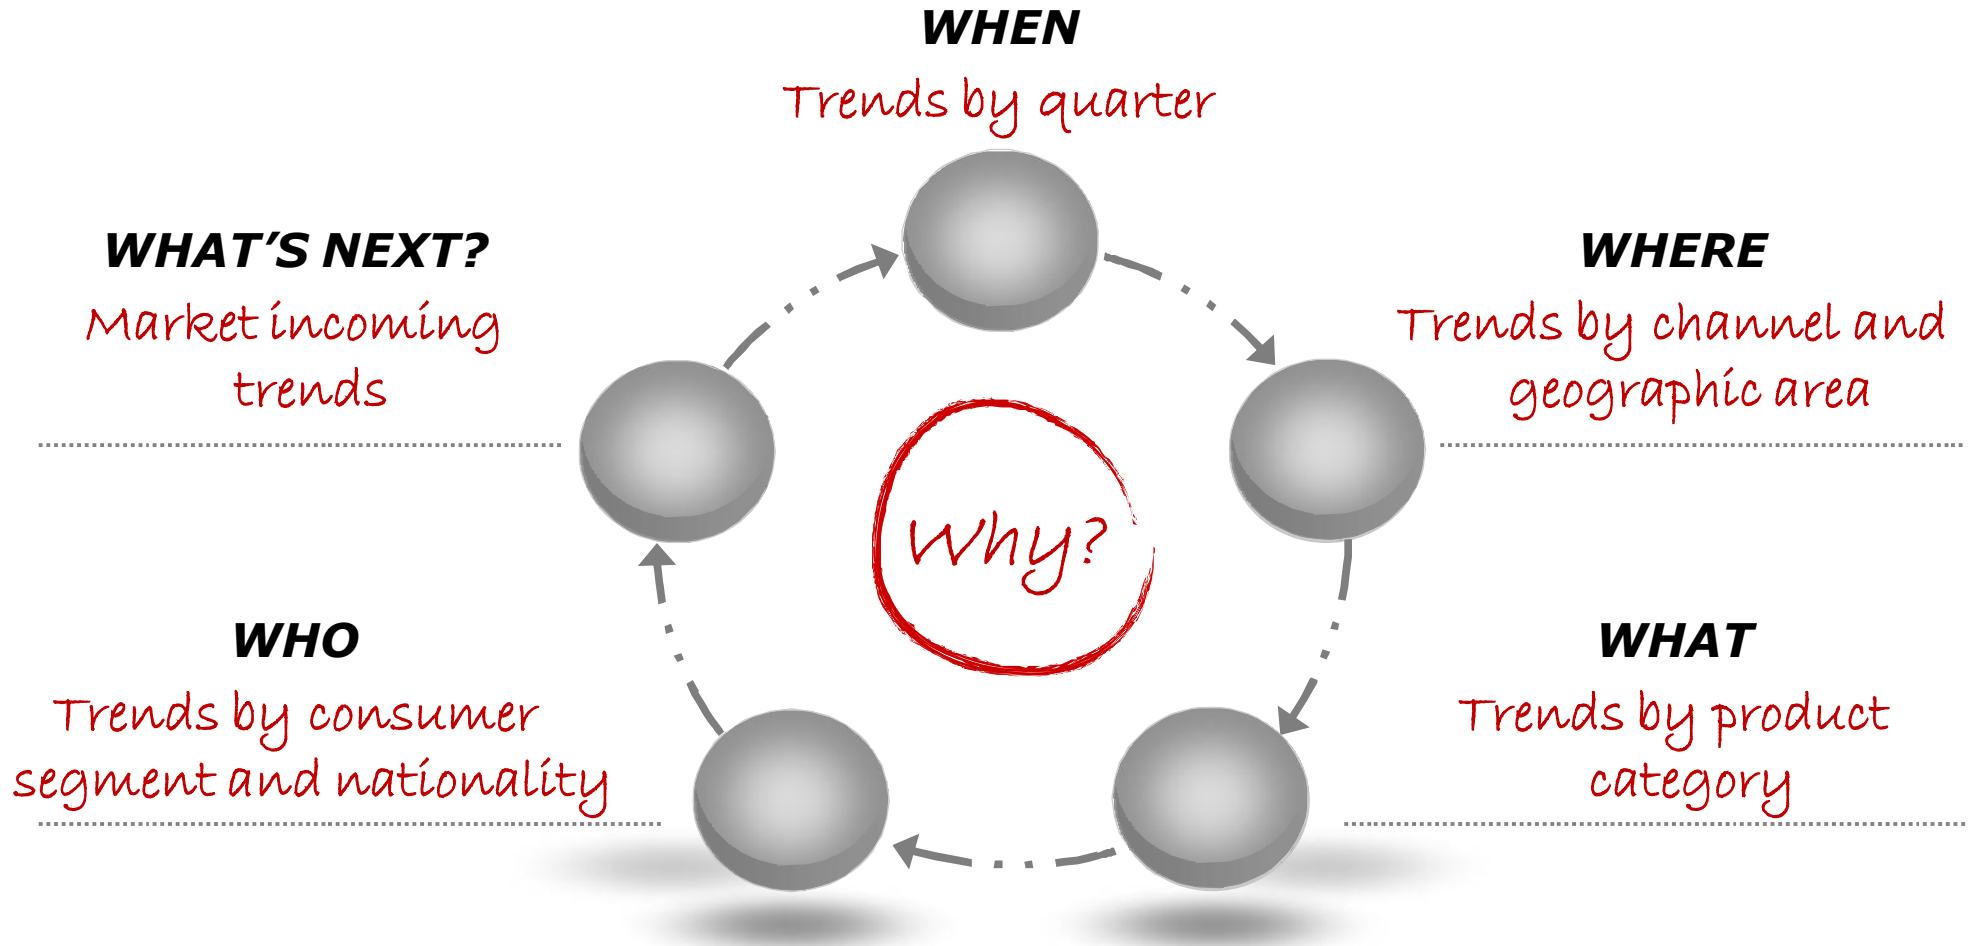 WHEN
Trends by quarter
WHAT’S NEXT?
Market incoming
trends
WHERE
Trends by channel and
geographic area
Why?
WHO
Trends by consumer
segment and nationality
WHAT
Trends by product
category